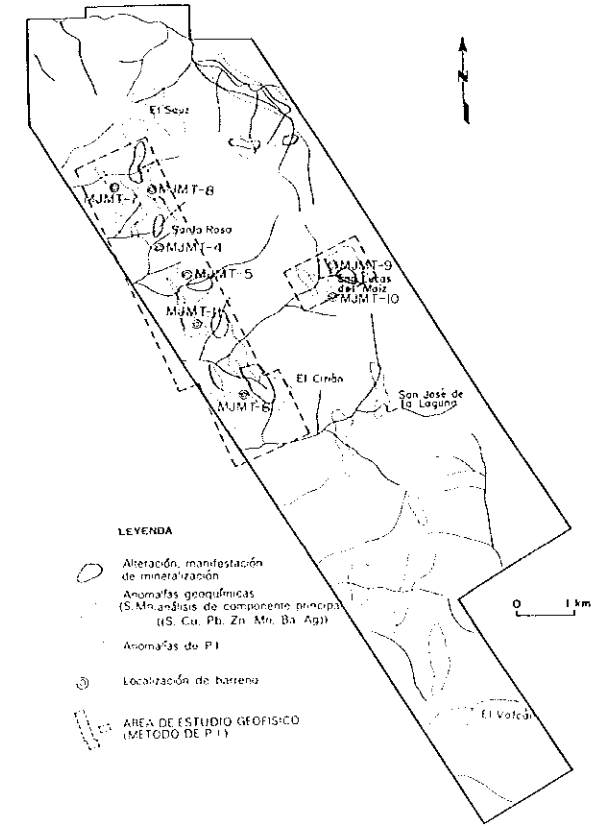 N
El Sauz
MJMT-7
MJMT-8
Santa Rosa
MJMT-4
MJMT-5
MJMT-9
San Lucas
del Maiz
MJMT-10
MJMT-11
El Cirián
MJMT-6
San José de
la Laguna
LEYENDA
Alteración, manifestación
de mineralización
Anomalías geoquímicas
(S.Mn.análisis de componente principal
((S. Cu, Pb, Zn, Mn, Ba, Ag))
Anomalías de P.I
Localización de barreno
AREA DE ESTUDIO GEOFISICO
(METODO DE P.I.)
0 1 km
El Volcán